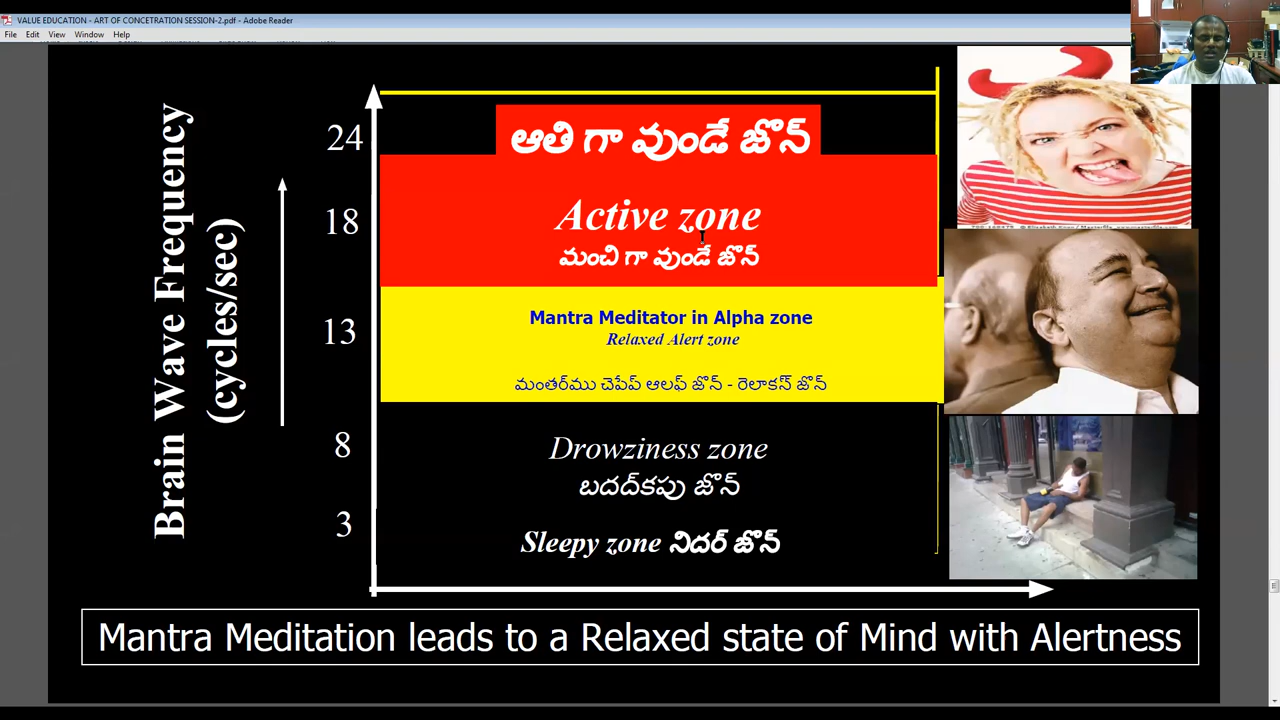 VALUE EDUCATION - ART OF CONCETRATION SESSION-2.pdf - Adobe Reader
File Edit View Window Help
Brain Wave Frequency
(cycles/sec)
24
ఆతి గా వుండే జొన్
18
Active zone
మంచి గా వుండే జొన్
13
Mantra Meditator in Alpha zone
Relaxed Alert zone
మంతర్‌ము చెపేప్ ఆలఫ్ జొన్ - రెలాకస్ జొన్
8
Drowziness zone
బదద్‌కపు జొన్
3
Sleepy zone నిదర్ జొన్
Mantra Meditation leads to a Relaxed state of Mind with Alertness